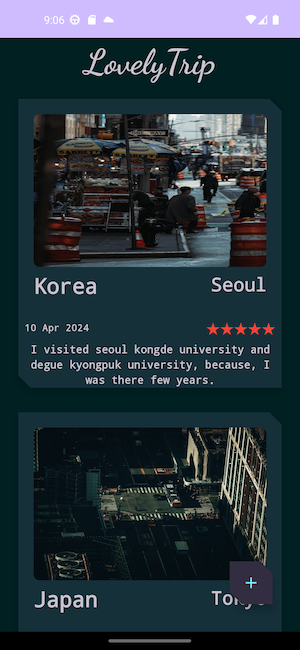 9:06
LovelyTrip
Korea
Seoul
10 Apr 2024
I visited seoul kongde university and
degue kyongpuk university, because, I
was there few years.
Japan
Tokyo
+